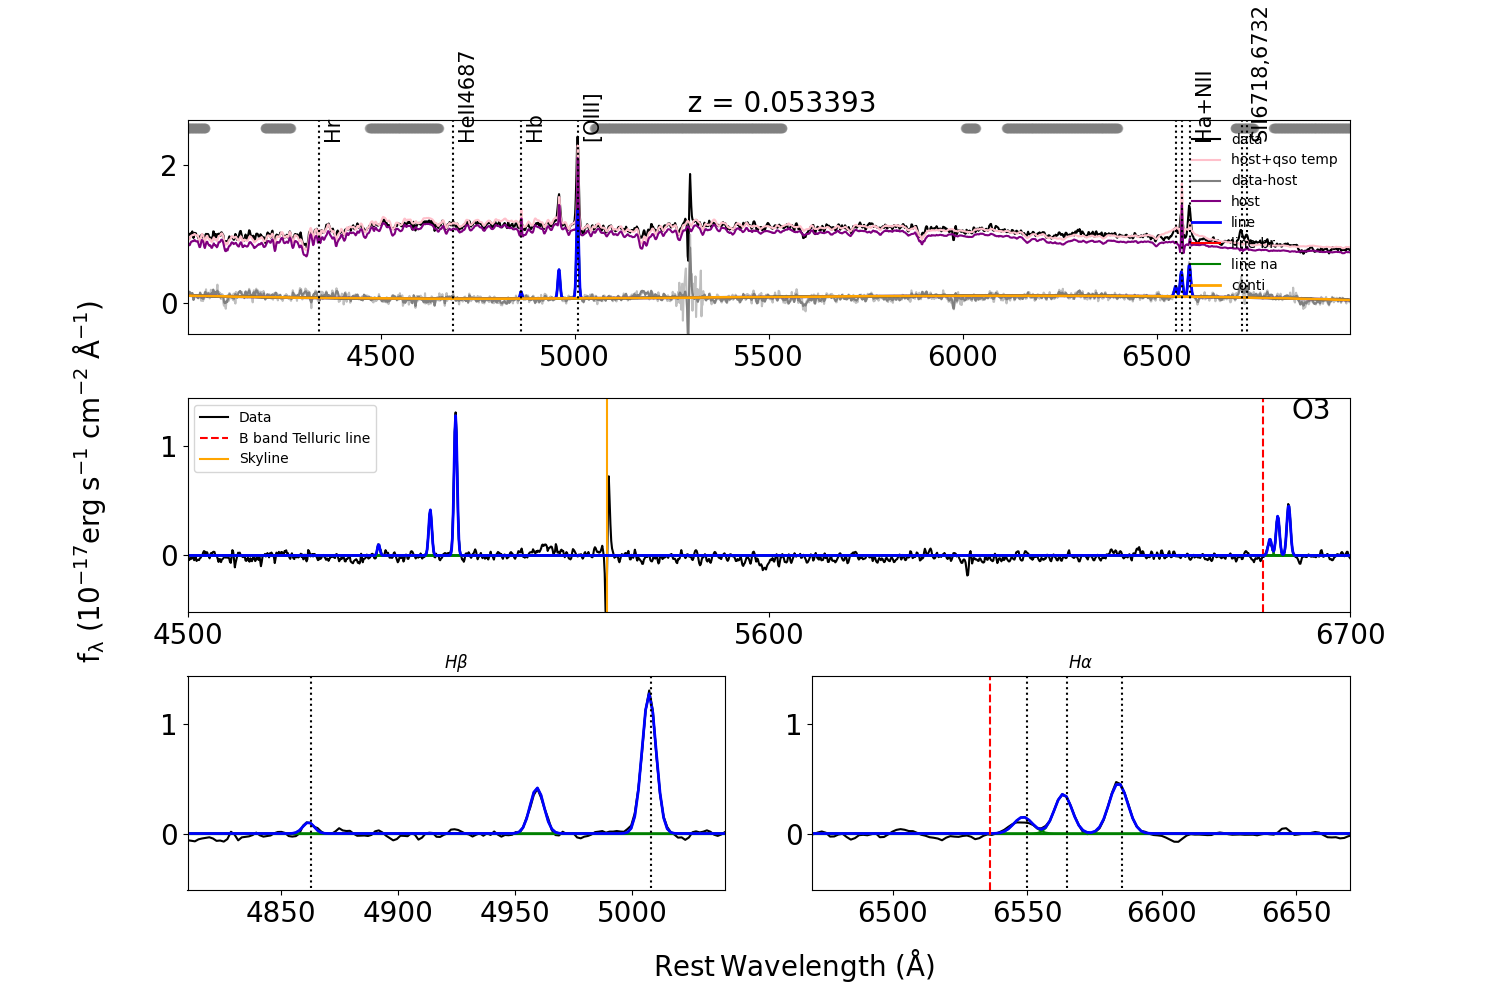 z = 0.053393
Hr
HeII4687
Hb
[OIII]
Ha+NII
SII6718,6732
data
host+qso temp
data-host
host
line
line br
line na
conti
2
0
4500 5000 5500 6000 6500
Data
B band Telluric line
Skyline
O3
1
0
4500 5600 6700
fλ (10⁻¹⁷erg s⁻¹ cm⁻² Å⁻¹)
Hβ
1
0
4850 4900 4950 5000
Hα
1
0
6500 6550 6600 6650
Rest Wavelength (Å)